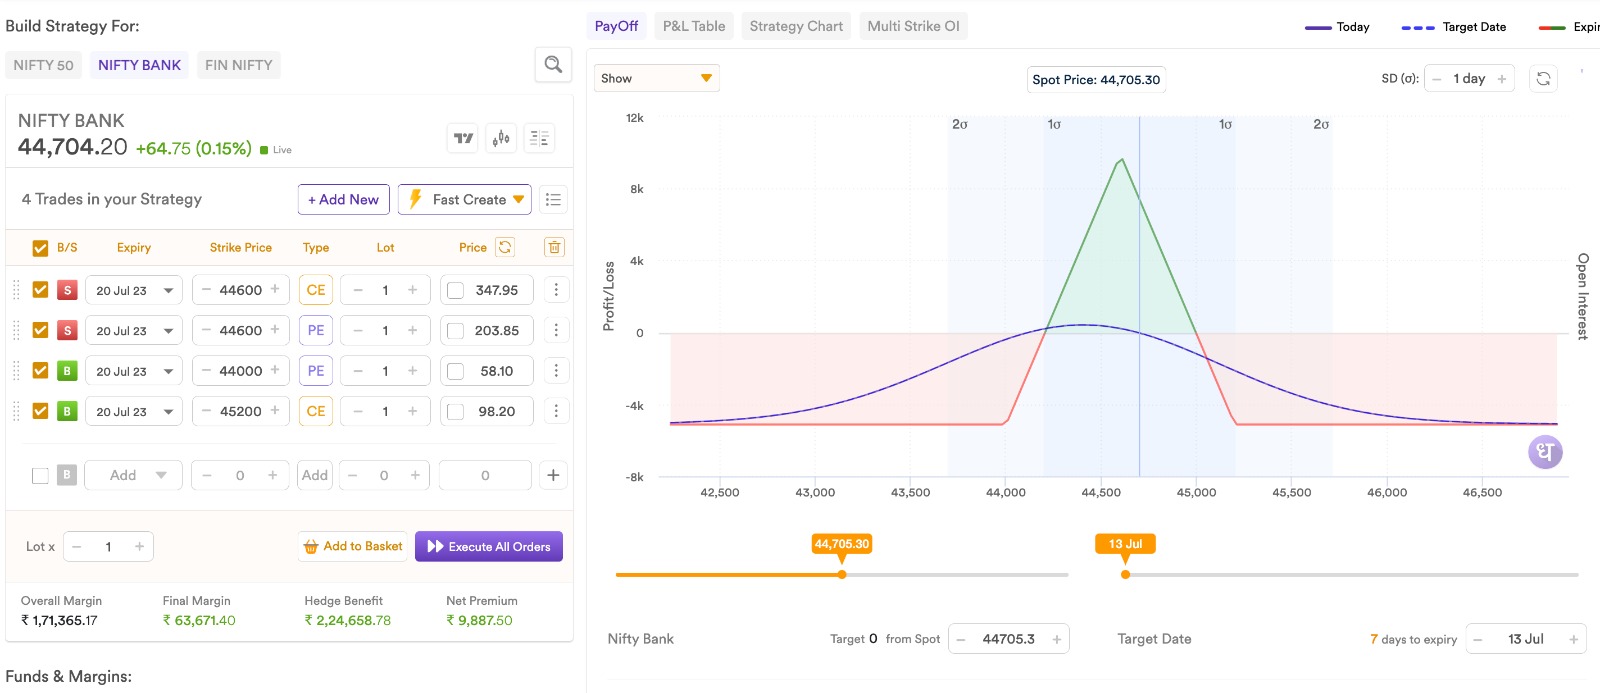 Build Strategy For:
NIFTY 50 NIFTY BANK FIN NIFTY
NIFTY BANK
44,704.20 +64.75 (0.15%) Live
4 Trades in your Strategy + Add New Fast Create
B/S Expiry Strike Price Type Lot Price
S 20 Jul 23 − 44600 + CE − 1 + 347.95
S 20 Jul 23 − 44600 + PE − 1 + 203.85
B 20 Jul 23 − 44000 + PE − 1 + 58.10
B 20 Jul 23 − 45200 + CE − 1 + 98.20
B Add − 0 + Add − 0 + 0 +
Lot x − 1 + Add to Basket Execute All Orders
Overall Margin Final Margin Hedge Benefit Net Premium
₹ 1,71,365.17 ₹ 63,671.40 ₹ 2,24,658.78 ₹ 9,887.50
Funds & Margins:
PayOff P&L Table Strategy Chart Multi Strike OI
Today Target Date Expir
Show
Spot Price: 44,705.30
SD (σ): − 1 day +
2σ 1σ 1σ 2σ
12k
8k
4k
0
-4k
-8k
Profit/Loss
Open Interest
42,500 43,000 43,500 44,000 44,500 45,000 45,500 46,000 46,500
ध
44,705.30 13 Jul
Nifty Bank Target 0 from Spot − 44705.3 +
Target Date 7 days to expiry − 13 Jul +